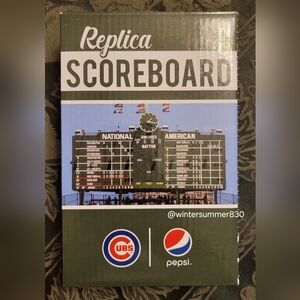 Replica
SCOREBOARD
NATIONAL AMERICAN
BATTER
@wintersummer830
CUBS
pepsi